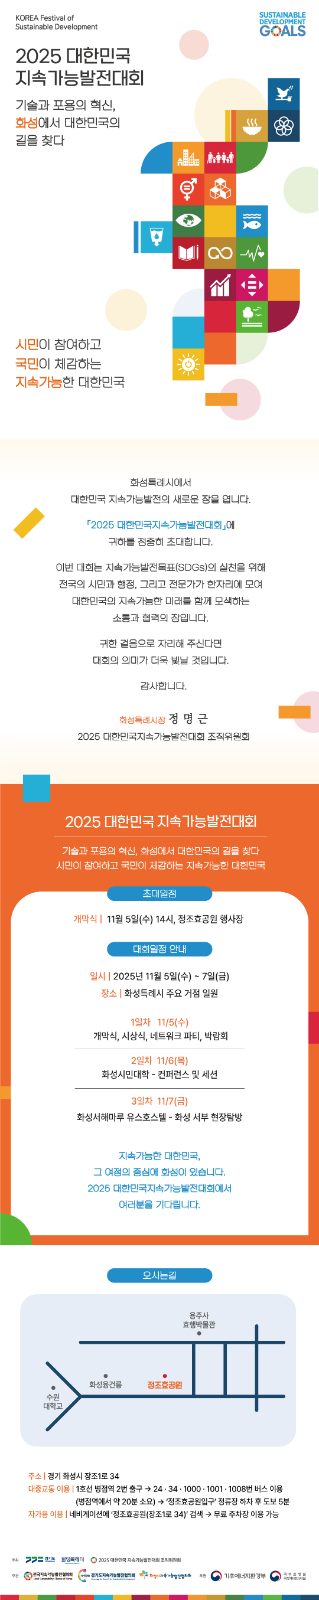 KOREA Festival of
Sustainable Development
SUSTAINABLE
DEVELOPMENT
GOALS
2025 대한민국
지속가능발전대회
기술과 포용의 혁신,
화성에서 대한민국의
길을 찾다
시민이 참여하고
국민이 체감하는
지속가능한 대한민국
화성특례시에서
대한민국 지속가능발전의 새로운 장을 엽니다.
「2025 대한민국지속가능발전대회」에
귀하를 정중히 초대합니다.
이번 대회는 지속가능발전목표(SDGs)의 실천을 위해
전국의 시민과 행정, 그리고 전문가가 한자리에 모여
대한민국의 지속가능한 미래를 함께 모색하는
소통과 협력의 장입니다.
귀한 걸음으로 자리해 주신다면
대회의 의미가 더욱 빛날 것입니다.
감사합니다.
화성특례시장 정명근
2025 대한민국지속가능발전대회 조직위원회
2025 대한민국 지속가능발전대회
기술과 포용의 혁신, 화성에서 대한민국의 길을 찾다
시민이 참여하고 국민이 체감하는 지속가능한 대한민국
초대일정
개막식 | 11월 5일(수) 14시, 정조효공원 행사장
대회일정 안내
일시 | 2025년 11월 5일(수) ~ 7일(금)
장소 | 화성특례시 주요 거점 일원
1일차 11/5(수)
개막식, 시상식, 네트워크 파티, 박람회
2일차 11/6(목)
화성시민대학 - 컨퍼런스 및 세션
3일차 11/7(금)
화성서해마루 유스호스텔 - 화성 서부 현장탐방
지속가능한 대한민국,
그 여정의 중심에 화성이 있습니다.
2025 대한민국지속가능발전대회에서
여러분을 기다립니다.
오시는길
용주사
효행박물관
수원
대학교
화성융건릉
정조효공원
주소 | 경기 화성시 장조1로 34
대중교통 이용 | 1호선 병점역 2번 출구 → 24 · 34 · 1000 · 1001 · 1008번 버스 이용
(병점역에서 약 20분 소요) → '정조효공원입구' 정류장 하차 후 도보 5분
자가용 이용 | 네비게이션에 '정조효공원(장조1로 34)' 검색 → 무료 주차장 이용 가능
2025 대한민국 지속가능발전대회 조직위원회
기후에너지환경부